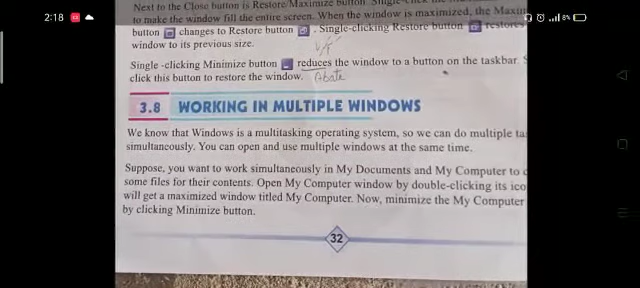 2:18
8%
Next to the Close button is Restore/Maximize button. Single-click the
to make the window fill the entire screen. When the window is maximized, the Maxim
button changes to Restore button . Single-clicking Restore button restores
window to its previous size.
Single -clicking Minimize button reduces the window to a button on the taskbar. S
click this button to restore the window. Abate
3.8 WORKING IN MULTIPLE WINDOWS
We know that Windows is a multitasking operating system, so we can do multiple ta
simultaneously. You can open and use multiple windows at the same time.
Suppose, you want to work simultaneously in My Documents and My Computer to c
some files for their contents. Open My Computer window by double-clicking its ico
will get a maximized window titled My Computer. Now, minimize the My Computer
by clicking Minimize button.
32